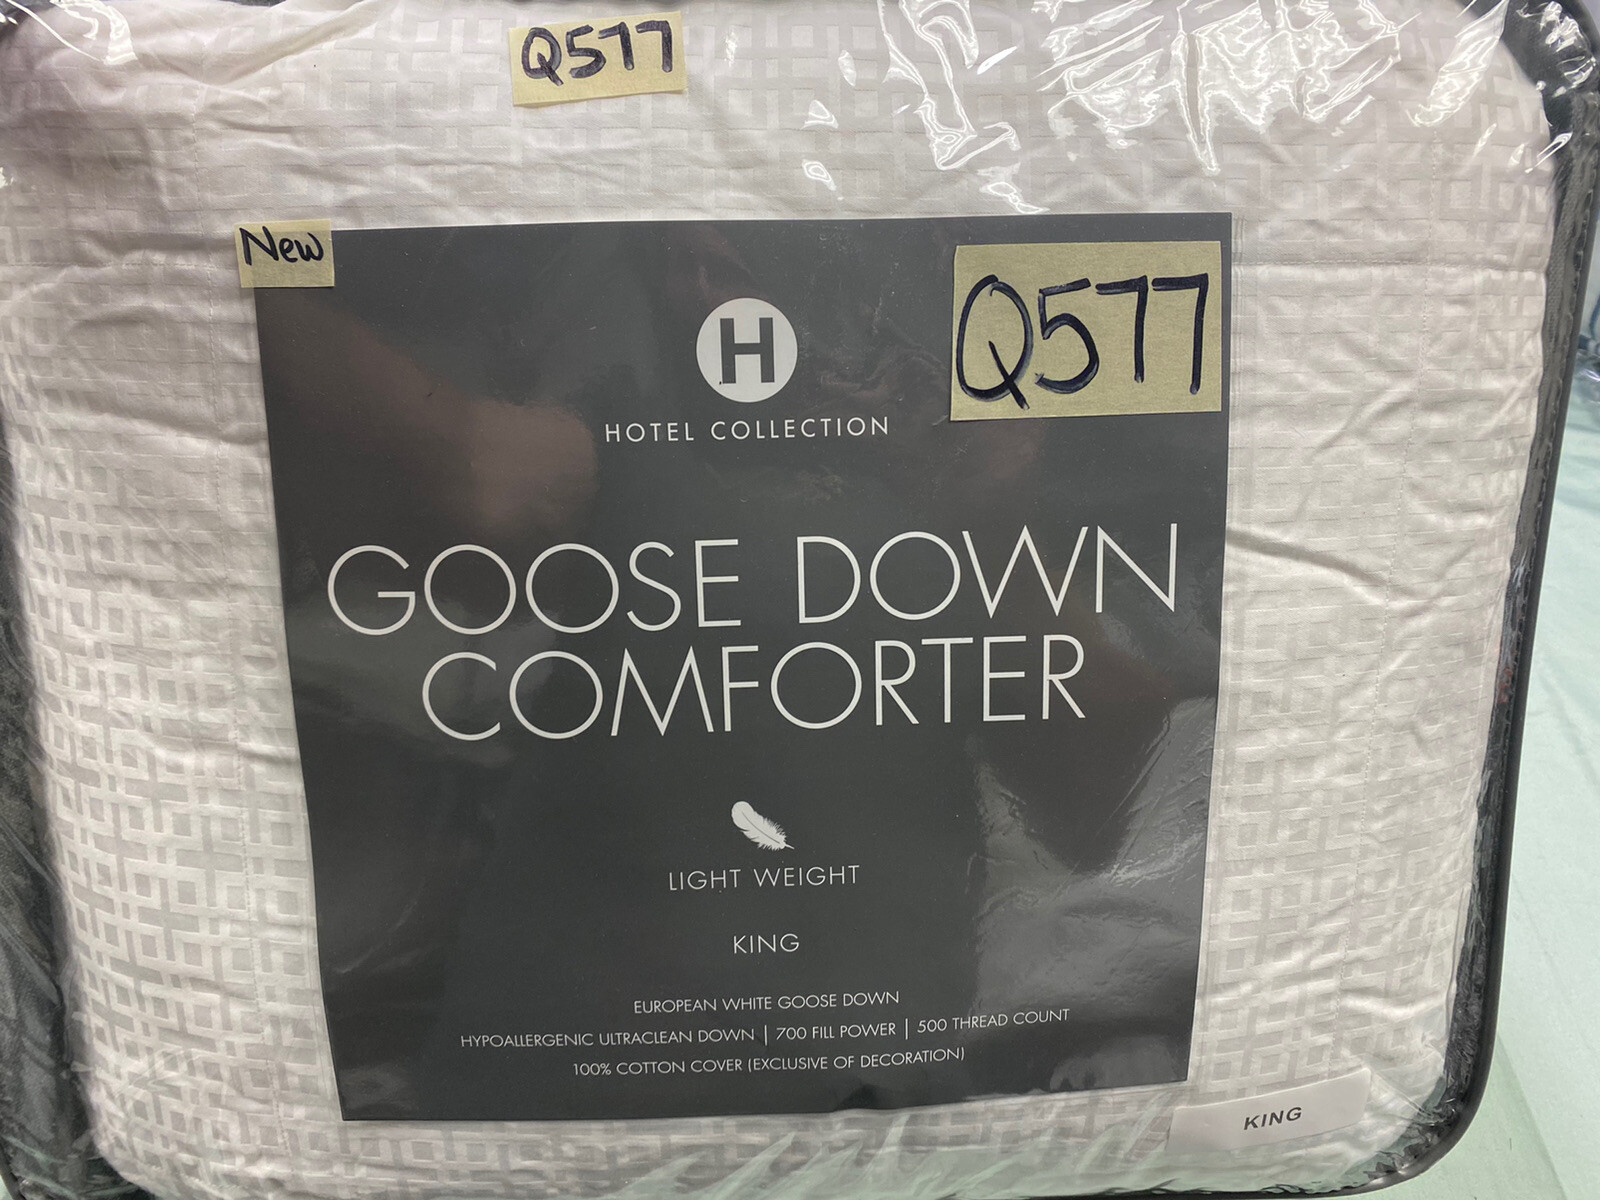 Q577
New
Q577
H
HOTEL COLLECTION
GOOSE DOWN
COMFORTER
LIGHT WEIGHT
KING
EUROPEAN WHITE GOOSE DOWN
HYPOALLERGENIC ULTRACLEAN DOWN | 700 FILL POWER | 500 THREAD COUNT
100% COTTON COVER (EXCLUSIVE OF DECORATION)
KING